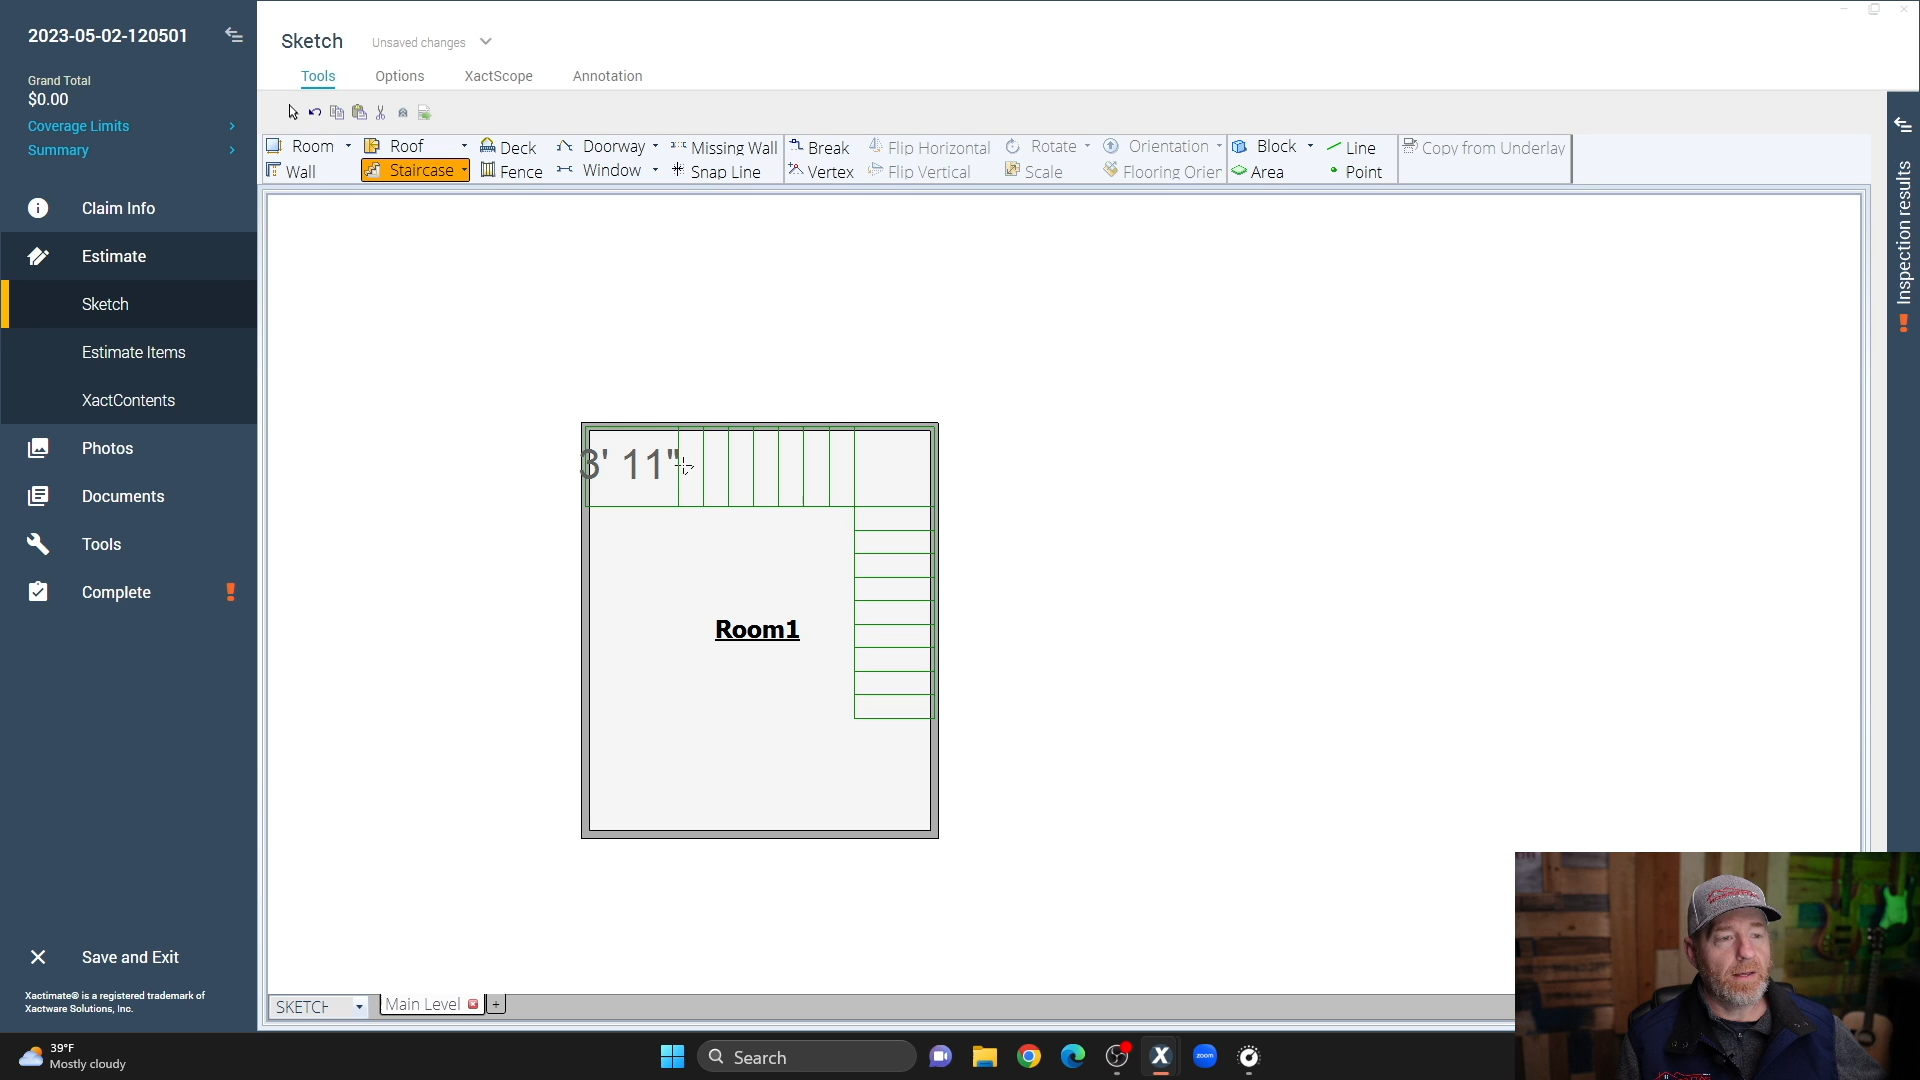 2023-05-02-120501
Grand Total
$0.00
Coverage Limits
Summary
Claim Info
Estimate
Sketch
Estimate Items
XactContents
Photos
Documents
Tools
Complete
Save and Exit
Xactimate® is a registered trademark of
Xactware Solutions, Inc.
Sketch Unsaved changes
Tools Options XactScope Annotation
Room Roof Deck Doorway Missing Wall Break Flip Horizontal Rotate Orientation Block Line Copy from Underlay
Wall Staircase Fence Window Snap Line Vertex Flip Vertical Scale Flooring Orien Area Point
3' 11"
Room1
Inspection results
SKETCH Main Level +
39°F
Mostly cloudy
Search
zoom